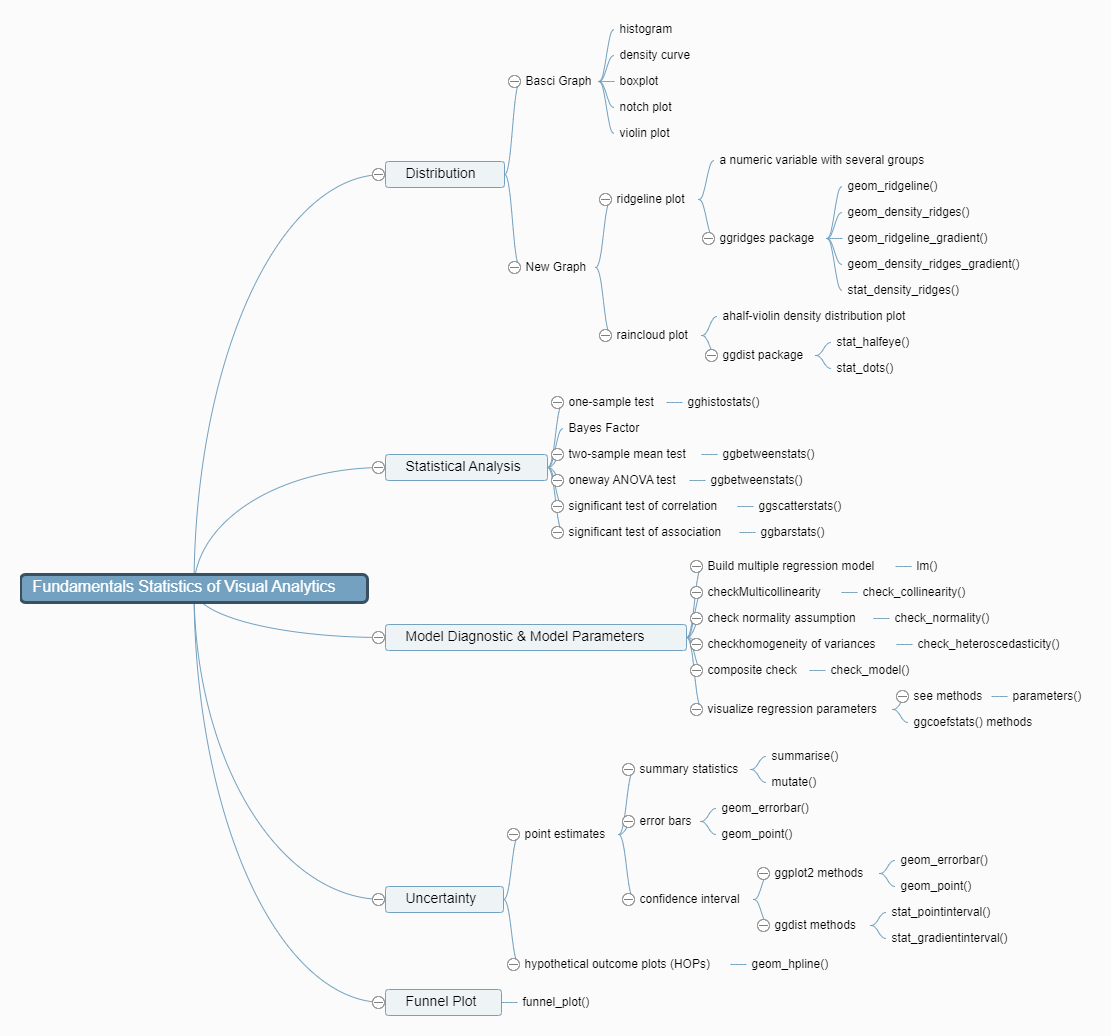 Fundamentals Statistics of Visual Analytics
Distribution
Basci Graph
histogram
density curve
boxplot
notch plot
violin plot
New Graph
ridgeline plot
a numeric variable with several groups
ggridges package
geom_ridgeline()
geom_density_ridges()
geom_ridgeline_gradient()
geom_density_ridges_gradient()
stat_density_ridges()
raincloud plot
ahalf-violin density distribution plot
ggdist package
stat_halfeye()
stat_dots()
Statistical Analysis
one-sample test
gghistostats()
Bayes Factor
two-sample mean test
ggbetweenstats()
oneway ANOVA test
ggbetweenstats()
significant test of correlation
ggscatterstats()
significant test of association
ggbarstats()
Model Diagnostic & Model Parameters
Build multiple regression model
lm()
checkMulticollinearity
check_collinearity()
check normality assumption
check_normality()
checkhomogeneity of variances
check_heteroscedasticity()
composite check
check_model()
visualize regression parameters
see methods
parameters()
ggcoefstats() methods
Uncertainty
point estimates
summary statistics
summarise()
mutate()
error bars
geom_errorbar()
geom_point()
confidence interval
ggplot2 methods
geom_errorbar()
geom_point()
ggdist methods
stat_pointinterval()
stat_gradientinterval()
hypothetical outcome plots (HOPs)
geom_hpline()
Funnel Plot
funnel_plot()